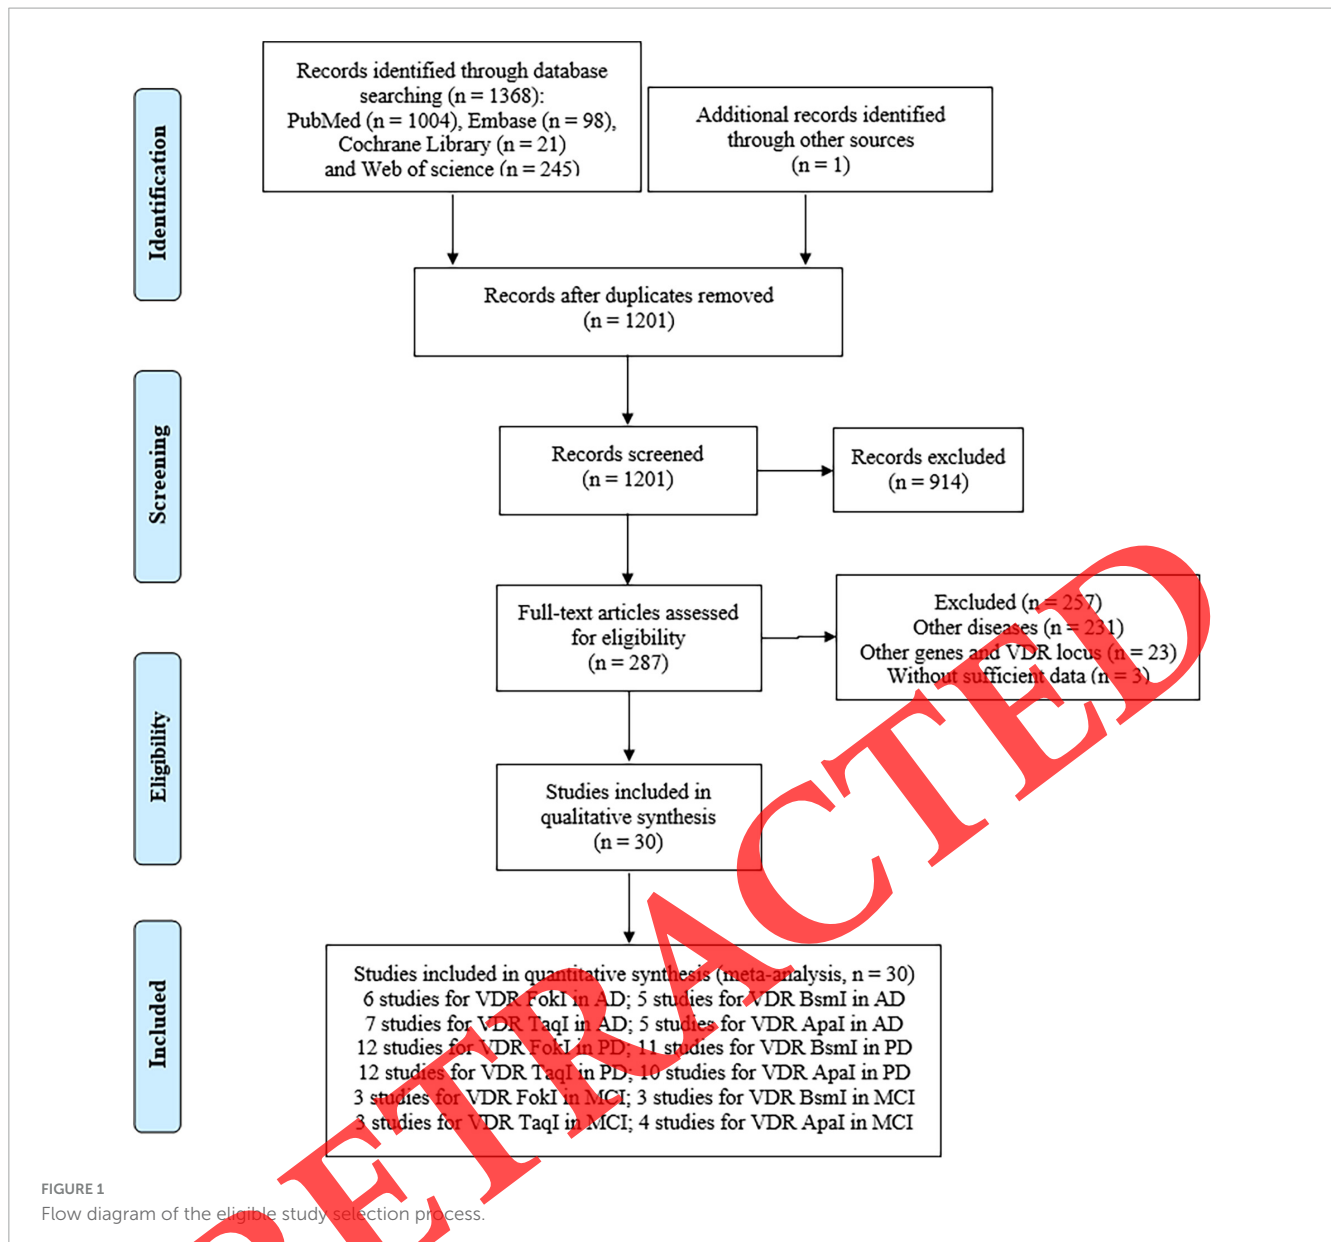 Identification
Records identified through database
searching (n = 1368):
PubMed (n = 1004), Embase (n = 98),
Cochrane Library (n = 21)
and Web of science (n = 245)
Additional records identified
through other sources
(n = 1)
Records after duplicates removed
(n = 1201)
Screening
Records screened
(n = 1201)
Records excluded
(n = 914)
Full-text articles assessed
for eligibility
(n = 287)
Excluded (n = 257)
Other diseases (n = 231)
Other genes and VDR locus (n = 23)
Without sufficient data (n = 3)
Eligibility
Studies included in
qualitative synthesis
(n = 30)
Included
Studies included in quantitative synthesis (meta-analysis, n = 30)
6 studies for VDR FokI in AD; 5 studies for VDR BsmI in AD
7 studies for VDR TaqI in AD; 5 studies for VDR ApaI in AD
12 studies for VDR FokI in PD; 11 studies for VDR BsmI in PD
12 studies for VDR TaqI in PD; 10 studies for VDR ApaI in PD
3 studies for VDR FokI in MCI; 3 studies for VDR BsmI in MCI
3 studies for VDR TaqI in MCI; 4 studies for VDR ApaI in MCI
RETRACTED
FIGURE 1
Flow diagram of the eligible study selection process.